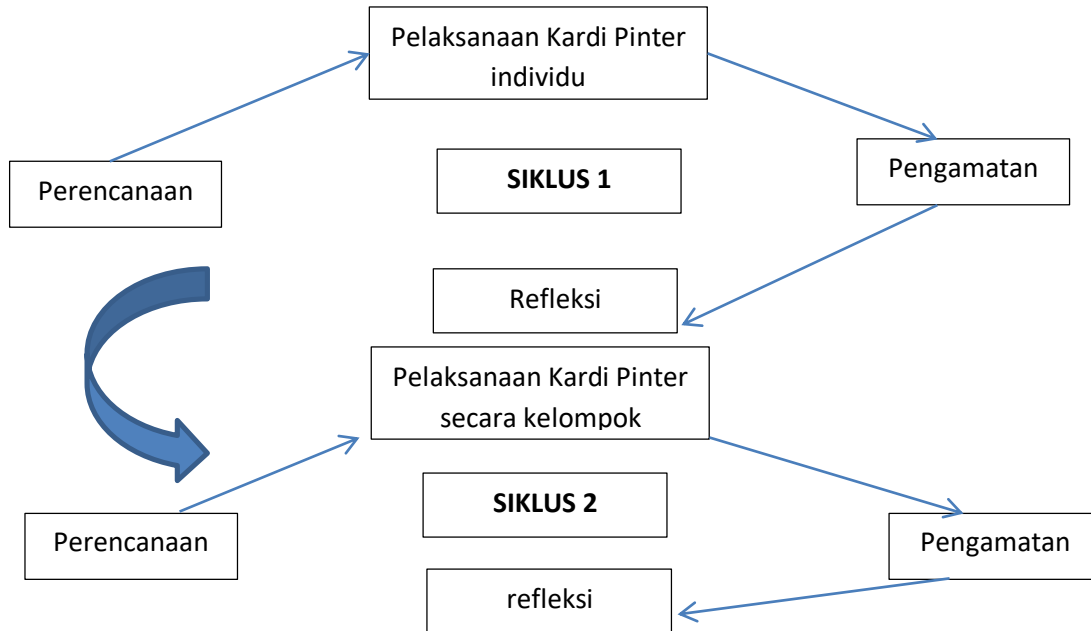 Pelaksanaan Kardi Pinter
individu
Perencanaan
SIKLUS 1
Pengamatan
Refleksi
Pelaksanaan Kardi Pinter
secara kelompok
SIKLUS 2
Perencanaan
Pengamatan
refleksi